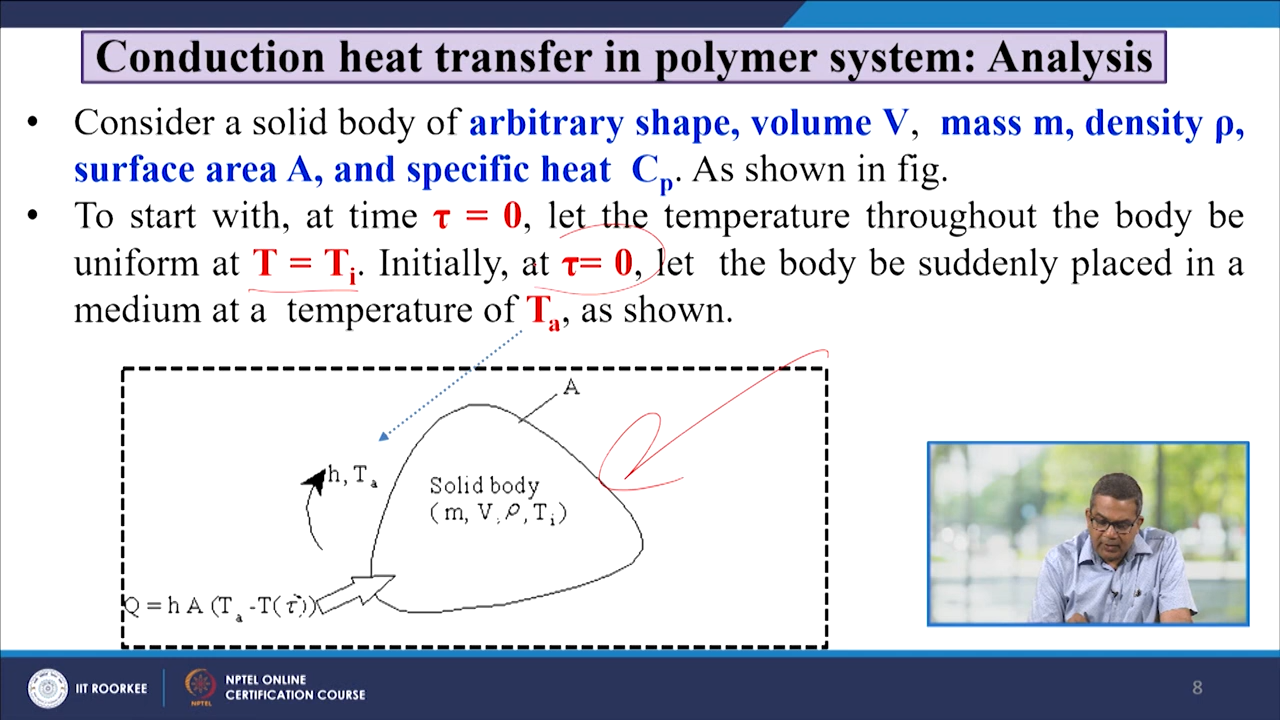 Conduction heat transfer in polymer system: Analysis
• Consider a solid body of arbitrary shape, volume V, mass m, density ρ,
surface area A, and specific heat Cp. As shown in fig.
• To start with, at time τ = 0, let the temperature throughout the body be
uniform at T = Ti. Initially, at τ= 0, let the body be suddenly placed in a
medium at a temperature of Ta, as shown.
A
h, Ta
Solid body
(m, V, ρ, Ti)
Q = h A (Ta -T(τ))
IIT ROORKEE
NPTEL ONLINE
CERTIFICATION COURSE
NPTEL
8